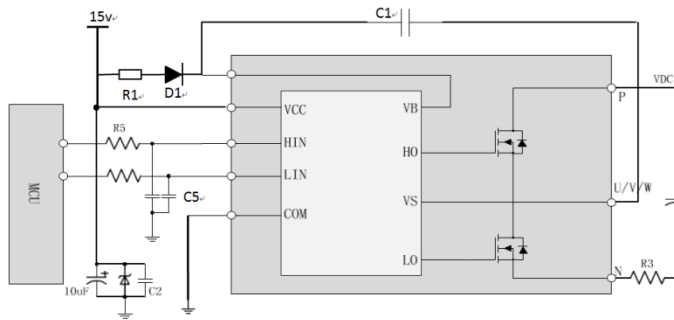 15v
C1
R1
D1
VDC
P
VCC
VB
R5
HIN
HO
MCU
LIN
U/V/W
C5
VS
COM
LO
N
R3
10uF
+
C2